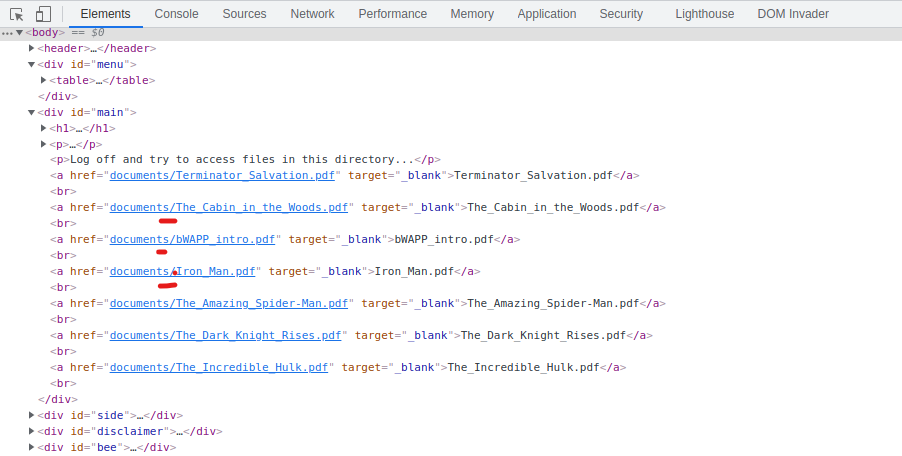 Elements Console Sources Network Performance Memory Application Security Lighthouse DOM Invader
<body> == $0
<header>…</header>
<div id="menu">
<table>…</table>
</div>
<div id="main">
<h1>…</h1>
<p>…</p>
<p>Log off and try to access files in this directory...</p>
<a href="documents/Terminator_Salvation.pdf" target="_blank">Terminator_Salvation.pdf</a>
<br>
<a href="documents/The_Cabin_in_the_Woods.pdf" target="_blank">The_Cabin_in_the_Woods.pdf</a>
<br>
<a href="documents/bWAPP_intro.pdf" target="_blank">bWAPP_intro.pdf</a>
<br>
<a href="documents/Iron_Man.pdf" target="_blank">Iron_Man.pdf</a>
<br>
<a href="documents/The_Amazing_Spider-Man.pdf" target="_blank">The_Amazing_Spider-Man.pdf</a>
<br>
<a href="documents/The_Dark_Knight_Rises.pdf" target="_blank">The_Dark_Knight_Rises.pdf</a>
<br>
<a href="documents/The_Incredible_Hulk.pdf" target="_blank">The_Incredible_Hulk.pdf</a>
<br>
</div>
<div id="side">…</div>
<div id="disclaimer">…</div>
<div id="bee">…</div>